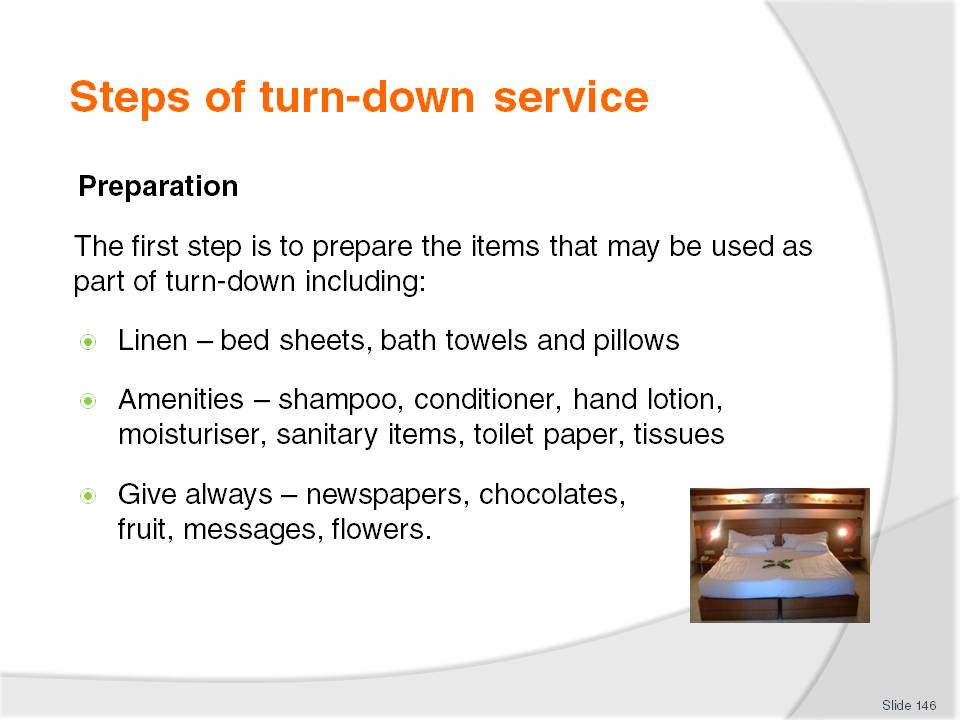 Steps of turn-down service
Preparation
The first step is to prepare the items that may be used as
part of turn-down including:
Linen – bed sheets, bath towels and pillows
Amenities – shampoo, conditioner, hand lotion,
moisturiser, sanitary items, toilet paper, tissues
Give always – newspapers, chocolates,
fruit, messages, flowers.
Slide 146